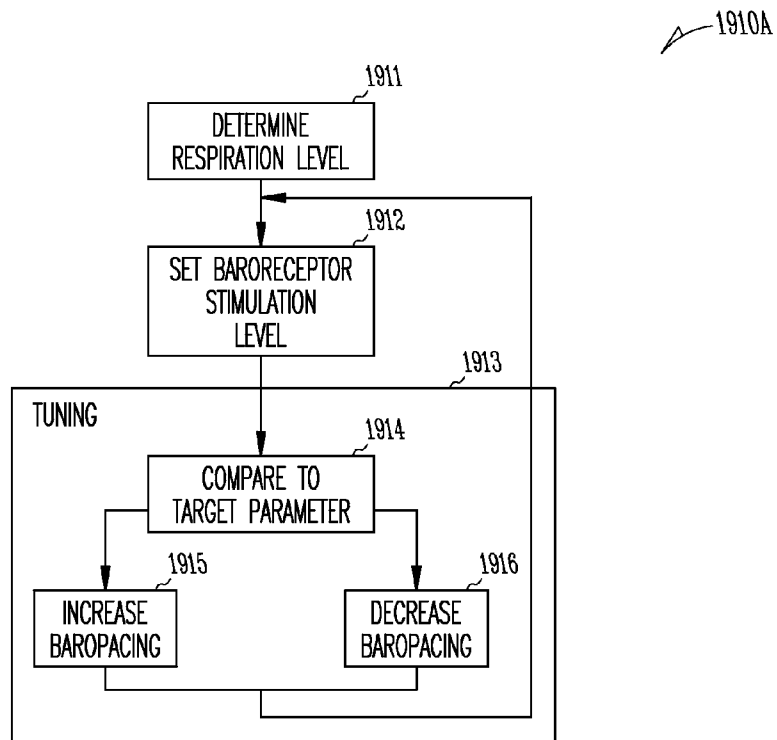 1910A
1911
DETERMINE
RESPIRATION LEVEL
1912
SET BARORECEPTOR
STIMULATION
LEVEL
1913
TUNING
1914
COMPARE TO
TARGET PARAMETER
1915
INCREASE
BAROPACING
1916
DECREASE
BAROPACING